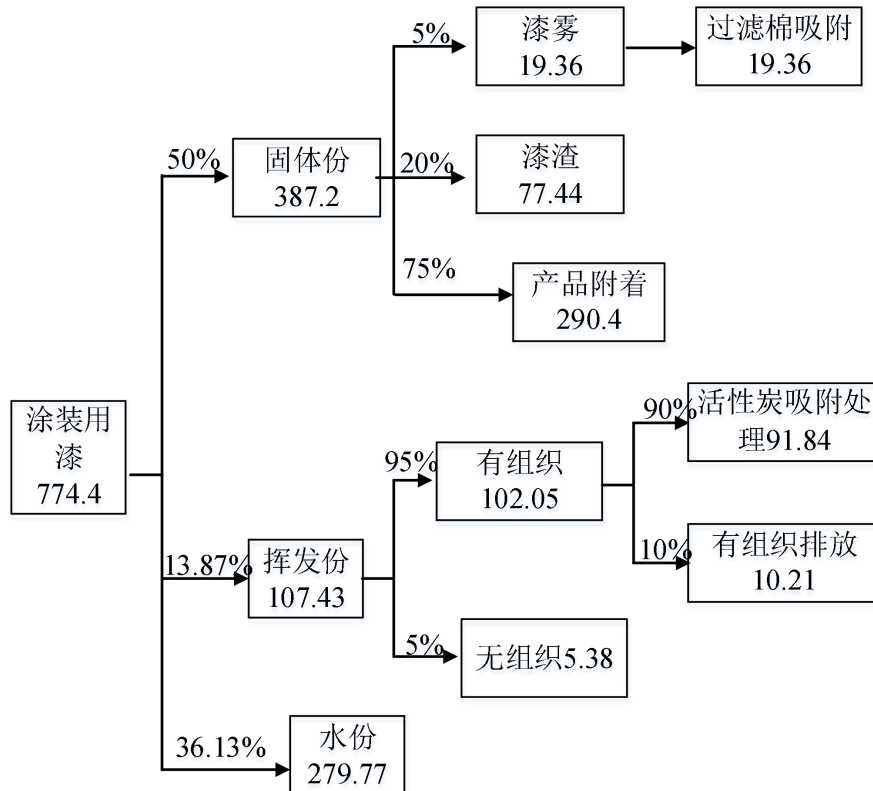 5%
漆雾
19.36
过滤棉吸附
19.36
50%
固体份
387.2
20%
漆渣
77.44
75%
产品附着
290.4
涂装用
漆
774.4
95%
有组织
102.05
90%
活性炭吸附处
理91.84
10%
有组织排放
10.21
13.87%
挥发份
107.43
5%
无组织5.38
36.13%
水份
279.77